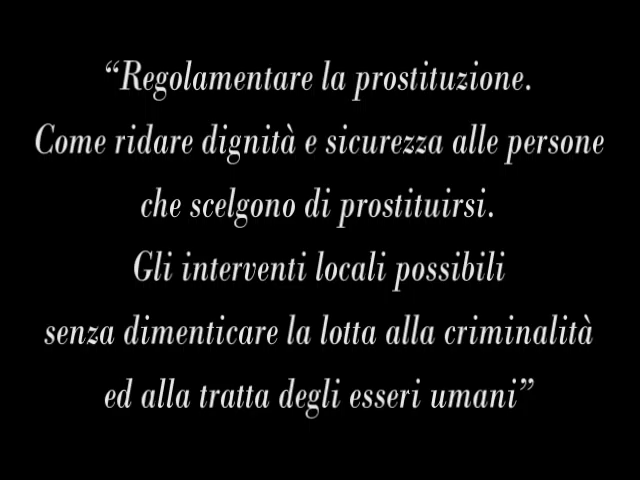 “Regolamentare la prostituzione.
Come ridare dignità e sicurezza alle persone
che scelgono di prostituirsi.
Gli interventi locali possibili
senza dimenticare la lotta alla criminalità
ed alla tratta degli esseri umani”